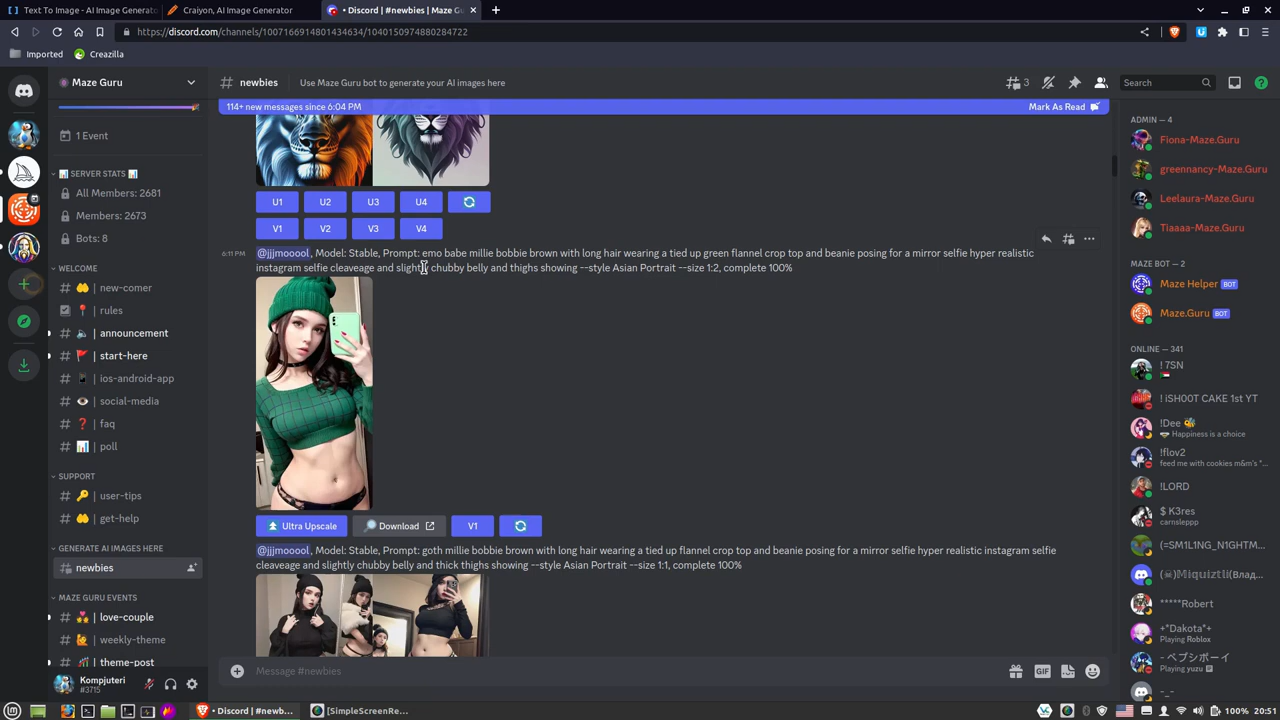 Text To Image - AI Image Generato
Craiyon, AI Image Generator
• Discord | #newbies | Maze Gu
https://discord.com/channels/1007166914801434634/1040150974880284722
Imported
Creazilla
Maze Guru
# newbies
Use Maze Guru bot to generate your AI images here
3
Search
114+ new messages since 6:04 PM
Mark As Read
1 Event
📊 SERVER STATS 📊
All Members: 2681
Members: 2673
Bots: 8
WELCOME
# 🤲 | new-comer
📍 | rules
# 🔈 | announcement
# 🚩 | start-here
# 📱 | ios-android-app
# 👁️ | social-media
# ❓ | faq
# 📊 | poll
SUPPORT
# 🔑 | user-tips
# 🤲 | get-help
GENERATE AI IMAGES HERE
# newbies
MAZE GURU EVENTS
# 💑 | love-couple
# 🙋 | weekly-theme
# | theme-post
Kompjuteri
#3715
U1 U2 U3 U4
V1 V2 V3 V4
6:11 PM
@jjjmooool, Model: Stable, Prompt: emo babe millie bobbie brown with long hair wearing a tied up green flannel crop top and beanie posing for a mirror selfie hyper realistic
instagram selfie cleaveage and slightly chubby belly and thighs showing --style Asian Portrait --size 1:2, complete 100%
Ultra Upscale
Download
V1
@jjjmooool, Model: Stable, Prompt: goth millie bobbie brown with long hair wearing a tied up flannel crop top and beanie posing for a mirror selfie hyper realistic instagram selfie
cleaveage and slightly chubby belly and thick thighs showing --style Asian Portrait --size 1:1, complete 100%
Message #newbies
GIF
ADMIN — 4
Fiona-Maze.Guru
greennancy-Maze.Guru
Leelaura-Maze.Guru
Tiaaaa-Maze.Guru
MAZE BOT — 2
Maze Helper BOT
Maze.Guru BOT
ONLINE — 341
! 7SN
! iSH00T CAKE 1st YT
!Dee 🐝
Happiness is a choice
!flov2
feed me with cookies m&m's "...
!LORD
$ K3res
carnsleppp
(=SM1L1NG_N1GHTM...
(☠)𝕄𝕚𝕢𝕦𝕚𝕫𝕥𝕝𝕚(Влад...
*****Robert
+*Dakota*+
Playing Roblox
- ペプシボーイ
Playing yuzu
-_-
Discord | #newb...
[SimpleScreenRe...
100%
20:51